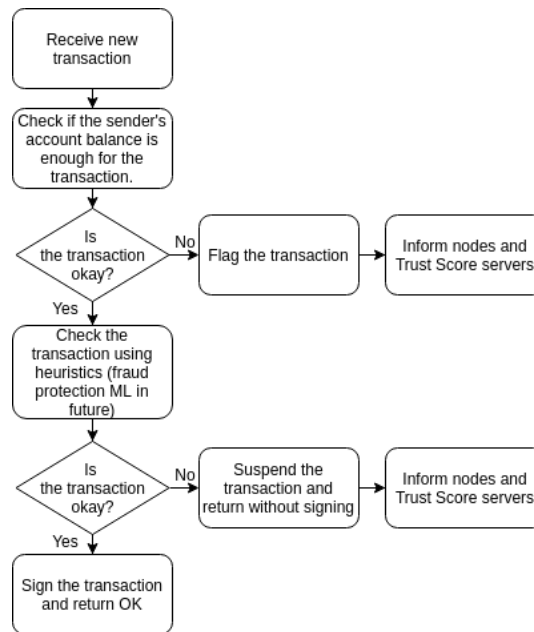 Receive new
transaction
Check if the sender's
account balance is
enough for the
transaction.
Is
the transaction
okay?
No
Flag the transaction
Inform nodes and
Trust Score servers
Yes
Check the
transaction using
heuristics (fraud
protection ML in
future)
Is
the transaction
okay?
No
Suspend the
transaction and
return without signing
Inform nodes and
Trust Score servers
Yes
Sign the transaction
and return OK